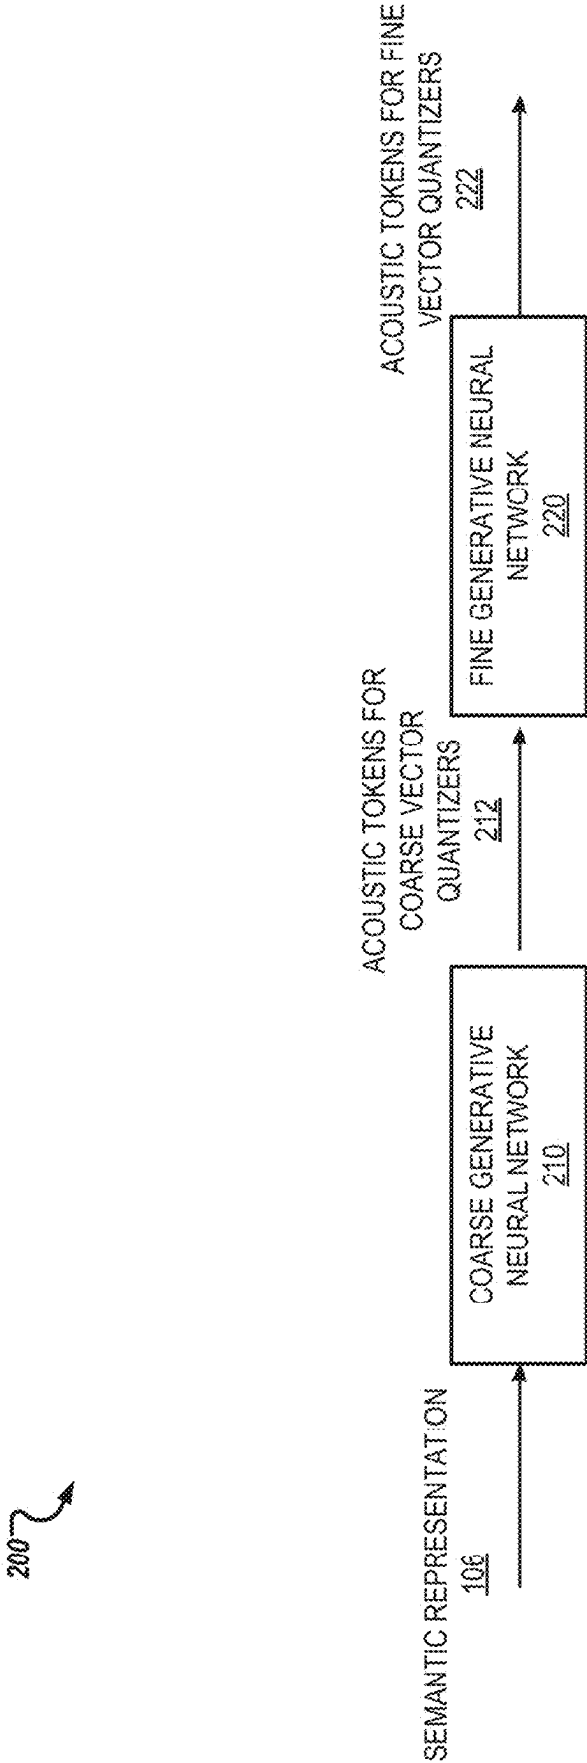 200
SEMANTIC REPRESENTATION
106
COARSE GENERATIVE
NEURAL NETWORK
210
ACOUSTIC TOKENS FOR
COARSE VECTOR
QUANTIZERS
212
FINE GENERATIVE NEURAL
NETWORK
220
ACOUSTIC TOKENS FOR FINE
VECTOR QUANTIZERS
222